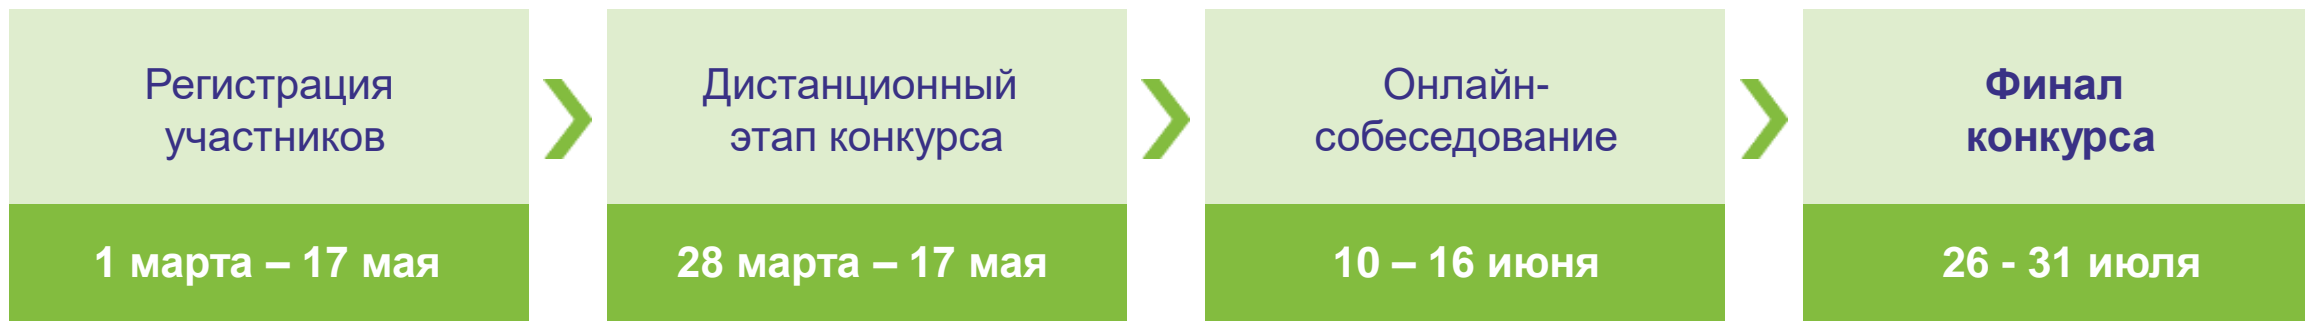 Регистрация
участников
1 марта – 17 мая
Дистанционный
этап конкурса
28 марта – 17 мая
Онлайн-
собеседование
10 – 16 июня
Финал
конкурса
26 - 31 июля